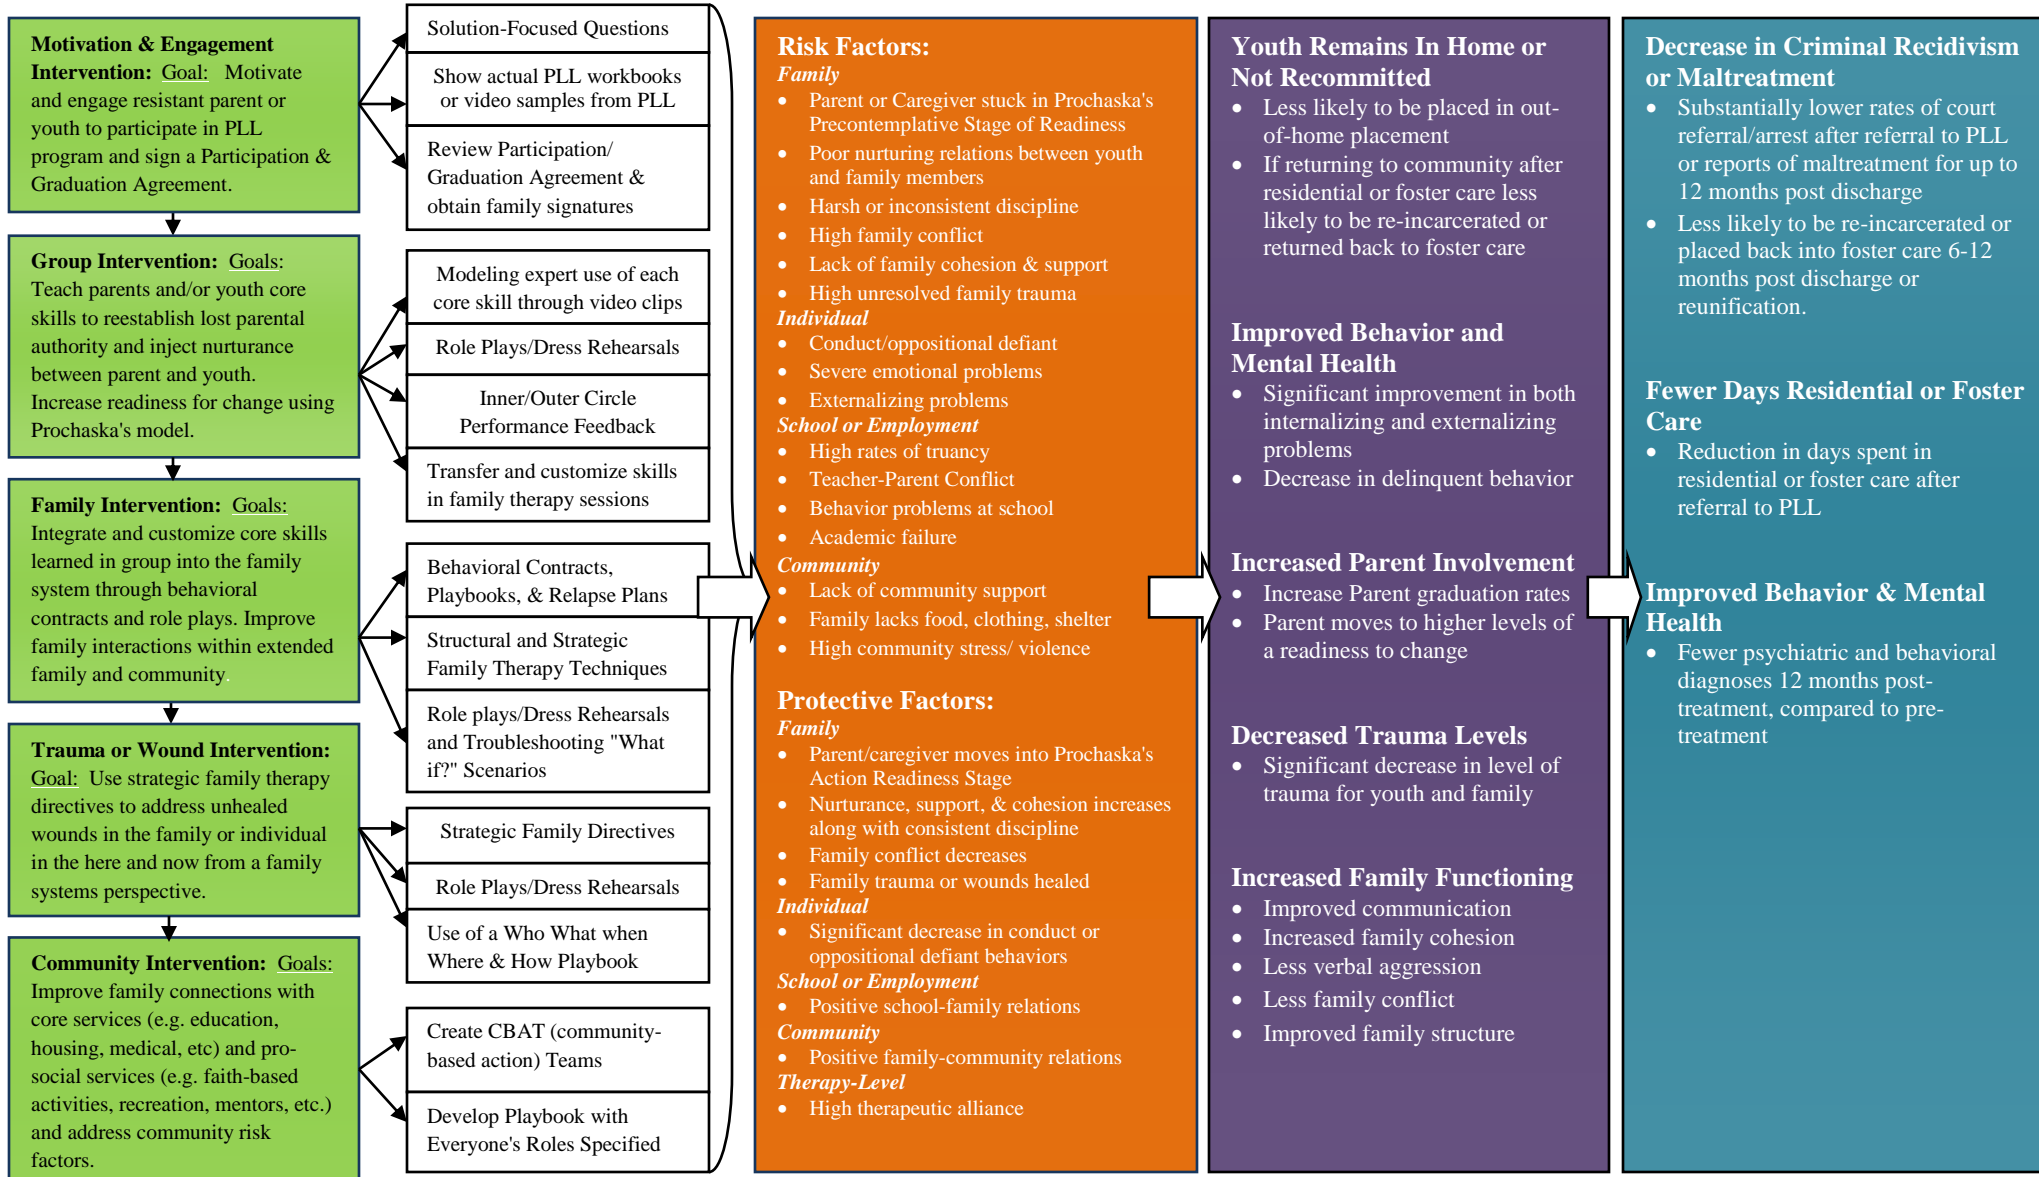 Motivation & Engagement
Intervention: Goal: Motivate
and engage resistant parent or
youth to participate in PLL
program and sign a Participation &
Graduation Agreement.
Group Intervention: Goals:
Teach parents and/or youth core
skills to reestablish lost parental
authority and inject nurturance
between parent and youth.
Increase readiness for change using
Prochaska's model.
Family Intervention: Goals:
Integrate and customize core skills
learned in group into the family
system through behavioral
contracts and role plays. Improve
family interactions within extended
family and community.
Trauma or Wound Intervention:
Goal: Use strategic family therapy
directives to address unhealed
wounds in the family or individual
in the here and now from a family
systems perspective.
Community Intervention: Goals:
Improve family connections with
core services (e.g. education,
housing, medical, etc) and pro-
social services (e.g. faith-based
activities, recreation, mentors, etc.)
and address community risk
factors.
Solution-Focused Questions
Show actual PLL workbooks
or video samples from PLL
Review Participation/
Graduation Agreement &
obtain family signatures
Modeling expert use of each
core skill through video clips
Role Plays/Dress Rehearsals
Inner/Outer Circle
Performance Feedback
Transfer and customize skills
in family therapy sessions
Behavioral Contracts,
Playbooks, & Relapse Plans
Structural and Strategic
Family Therapy Techniques
Role plays/Dress Rehearsals
and Troubleshooting "What
if?" Scenarios
Strategic Family Directives
Role Plays/Dress Rehearsals
Use of a Who What when
Where & How Playbook
Create CBAT (community-
based action) Teams
Develop Playbook with
Everyone's Roles Specified
Risk Factors:
Family
• Parent or Caregiver stuck in Prochaska's
Precontemplative Stage of Readiness
• Poor nurturing relations between youth
and family members
• Harsh or inconsistent discipline
• High family conflict
• Lack of family cohesion & support
• High unresolved family trauma
Individual
• Conduct/oppositional defiant
• Severe emotional problems
• Externalizing problems
School or Employment
• High rates of truancy
• Teacher-Parent Conflict
• Behavior problems at school
• Academic failure
Community
• Lack of community support
• Family lacks food, clothing, shelter
• High community stress/ violence
Protective Factors:
Family
• Parent/caregiver moves into Prochaska's
Action Readiness Stage
• Nurturance, support, & cohesion increases
along with consistent discipline
• Family conflict decreases
• Family trauma or wounds healed
Individual
• Significant decrease in conduct or
oppositional defiant behaviors
School or Employment
• Positive school-family relations
Community
• Positive family-community relations
Therapy-Level
• High therapeutic alliance
Youth Remains In Home or
Not Recommitted
• Less likely to be placed in out-
of-home placement
• If returning to community after
residential or foster care less
likely to be re-incarcerated or
returned back to foster care
Improved Behavior and
Mental Health
• Significant improvement in both
internalizing and externalizing
problems
• Decrease in delinquent behavior
Increased Parent Involvement
• Increase Parent graduation rates
• Parent moves to higher levels of
a readiness to change
Decreased Trauma Levels
• Significant decrease in level of
trauma for youth and family
Increased Family Functioning
• Improved communication
• Increased family cohesion
• Less verbal aggression
• Less family conflict
• Improved family structure
Decrease in Criminal Recidivism
or Maltreatment
• Substantially lower rates of court
referral/arrest after referral to PLL
or reports of maltreatment for up to
12 months post discharge
• Less likely to be re-incarcerated or
placed back into foster care 6-12
months post discharge or
reunification.
Fewer Days Residential or Foster
Care
• Reduction in days spent in
residential or foster care after
referral to PLL
Improved Behavior & Mental
Health
• Fewer psychiatric and behavioral
diagnoses 12 months post-
treatment, compared to pre-
treatment